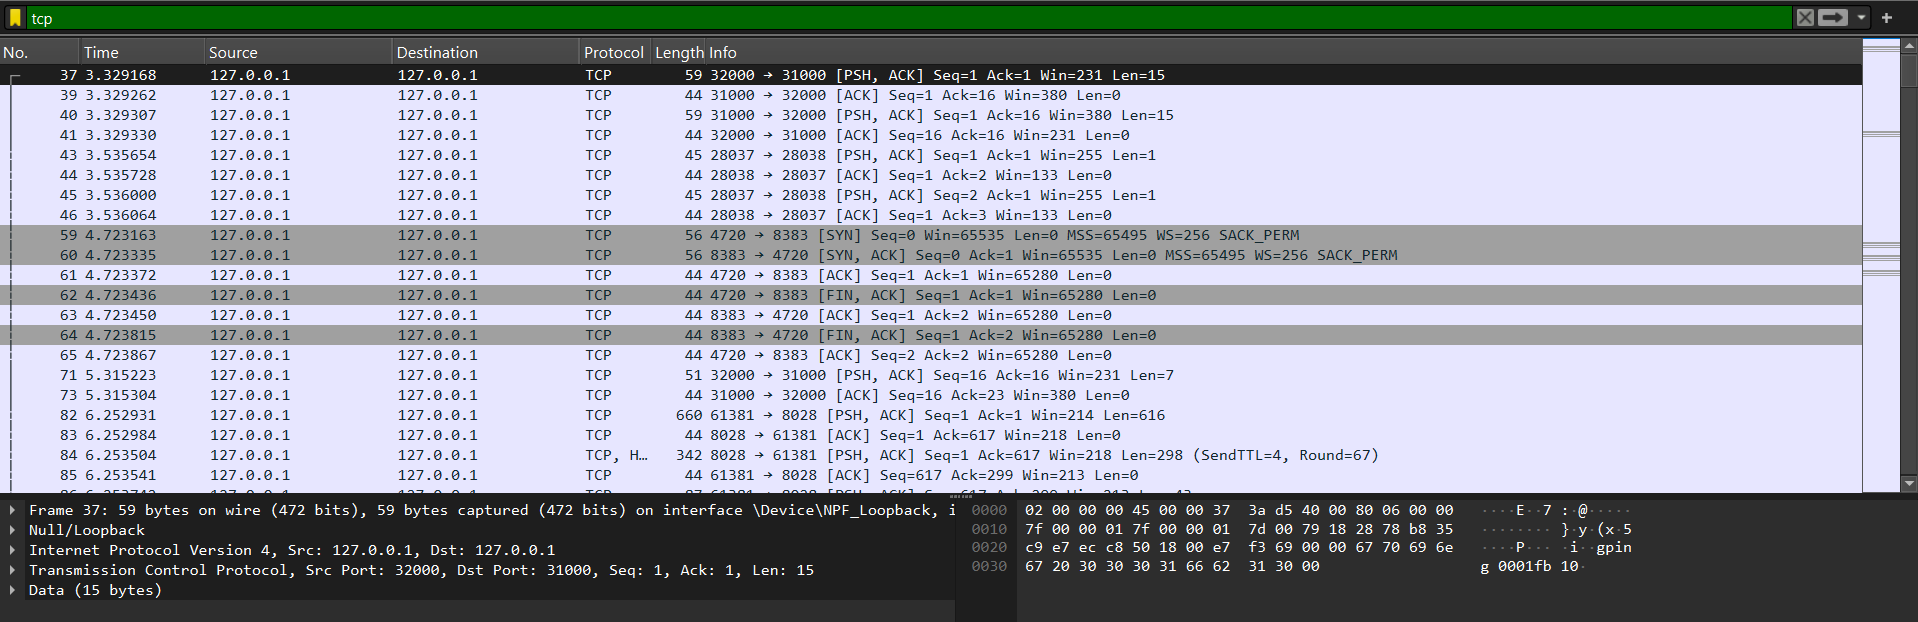 tcp
No. Time Source Destination Protocol Length Info
37 3.329168 127.0.0.1 127.0.0.1 TCP 59 32000 → 31000 [PSH, ACK] Seq=1 Ack=1 Win=231 Len=15
39 3.329262 127.0.0.1 127.0.0.1 TCP 44 31000 → 32000 [ACK] Seq=1 Ack=16 Win=380 Len=0
40 3.329307 127.0.0.1 127.0.0.1 TCP 59 31000 → 32000 [PSH, ACK] Seq=1 Ack=16 Win=380 Len=15
41 3.329330 127.0.0.1 127.0.0.1 TCP 44 32000 → 31000 [ACK] Seq=16 Ack=16 Win=231 Len=0
43 3.535654 127.0.0.1 127.0.0.1 TCP 45 28037 → 28038 [PSH, ACK] Seq=1 Ack=1 Win=255 Len=1
44 3.535728 127.0.0.1 127.0.0.1 TCP 44 28038 → 28037 [ACK] Seq=1 Ack=2 Win=133 Len=0
45 3.536000 127.0.0.1 127.0.0.1 TCP 45 28037 → 28038 [PSH, ACK] Seq=2 Ack=1 Win=255 Len=1
46 3.536064 127.0.0.1 127.0.0.1 TCP 44 28038 → 28037 [ACK] Seq=1 Ack=3 Win=133 Len=0
59 4.723163 127.0.0.1 127.0.0.1 TCP 56 4720 → 8383 [SYN] Seq=0 Win=65535 Len=0 MSS=65495 WS=256 SACK_PERM
60 4.723335 127.0.0.1 127.0.0.1 TCP 56 8383 → 4720 [SYN, ACK] Seq=0 Ack=1 Win=65535 Len=0 MSS=65495 WS=256 SACK_PERM
61 4.723372 127.0.0.1 127.0.0.1 TCP 44 4720 → 8383 [ACK] Seq=1 Ack=1 Win=65280 Len=0
62 4.723436 127.0.0.1 127.0.0.1 TCP 44 4720 → 8383 [FIN, ACK] Seq=1 Ack=1 Win=65280 Len=0
63 4.723450 127.0.0.1 127.0.0.1 TCP 44 8383 → 4720 [ACK] Seq=1 Ack=2 Win=65280 Len=0
64 4.723815 127.0.0.1 127.0.0.1 TCP 44 8383 → 4720 [FIN, ACK] Seq=1 Ack=2 Win=65280 Len=0
65 4.723867 127.0.0.1 127.0.0.1 TCP 44 4720 → 8383 [ACK] Seq=2 Ack=2 Win=65280 Len=0
71 5.315223 127.0.0.1 127.0.0.1 TCP 51 32000 → 31000 [PSH, ACK] Seq=16 Ack=16 Win=231 Len=7
73 5.315304 127.0.0.1 127.0.0.1 TCP 44 31000 → 32000 [ACK] Seq=16 Ack=23 Win=380 Len=0
82 6.252931 127.0.0.1 127.0.0.1 TCP 660 61381 → 8028 [PSH, ACK] Seq=1 Ack=1 Win=214 Len=616
83 6.252984 127.0.0.1 127.0.0.1 TCP 44 8028 → 61381 [ACK] Seq=1 Ack=617 Win=218 Len=0
84 6.253504 127.0.0.1 127.0.0.1 TCP, H… 342 8028 → 61381 [PSH, ACK] Seq=1 Ack=617 Win=218 Len=298 (SendTTL=4, Round=67)
85 6.253541 127.0.0.1 127.0.0.1 TCP 44 61381 → 8028 [ACK] Seq=617 Ack=299 Win=213 Len=0
Frame 37: 59 bytes on wire (472 bits), 59 bytes captured (472 bits) on interface \Device\NPF_Loopback, i
Null/Loopback
Internet Protocol Version 4, Src: 127.0.0.1, Dst: 127.0.0.1
Transmission Control Protocol, Src Port: 32000, Dst Port: 31000, Seq: 1, Ack: 1, Len: 15
Data (15 bytes)
0000 02 00 00 00 45 00 00 37 3a d5 40 00 80 06 00 00 ····E··7 :·@·····
0010 7f 00 00 01 7f 00 00 01 7d 00 79 18 28 78 b8 35 ········ }·y·(x·5
0020 c9 e7 ec c8 50 18 00 e7 f3 69 00 00 67 70 69 6e ····P··· ·i··gpin
0030 67 20 30 30 30 31 66 62 31 30 00 g 0001fb 10·